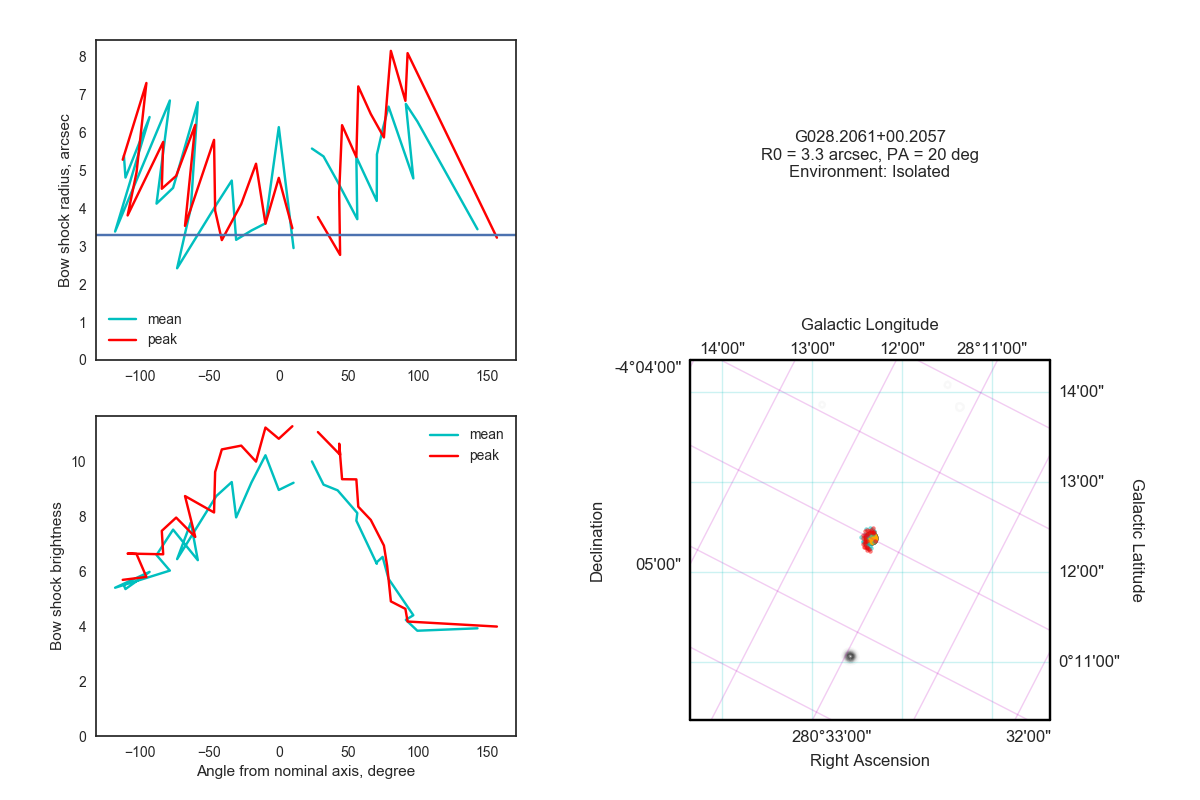 8
7
6
5
4
3
2
1
0
Bow shock radius, arcsec
mean
peak
−100
−50
0
50
100
150
10
8
6
4
2
0
Bow shock brightness
mean
peak
−100
−50
0
50
100
150
Angle from nominal axis, degree
G028.2061+00.2057
R0 = 3.3 arcsec, PA = 20 deg
Environment: Isolated
Galactic Longitude
14'00"
13'00"
12'00"
28°11'00"
-4°04'00"
05'00"
Declination
14'00"
13'00"
12'00"
0°11'00"
Galactic Latitude
280°33'00"
32'00"
Right Ascension